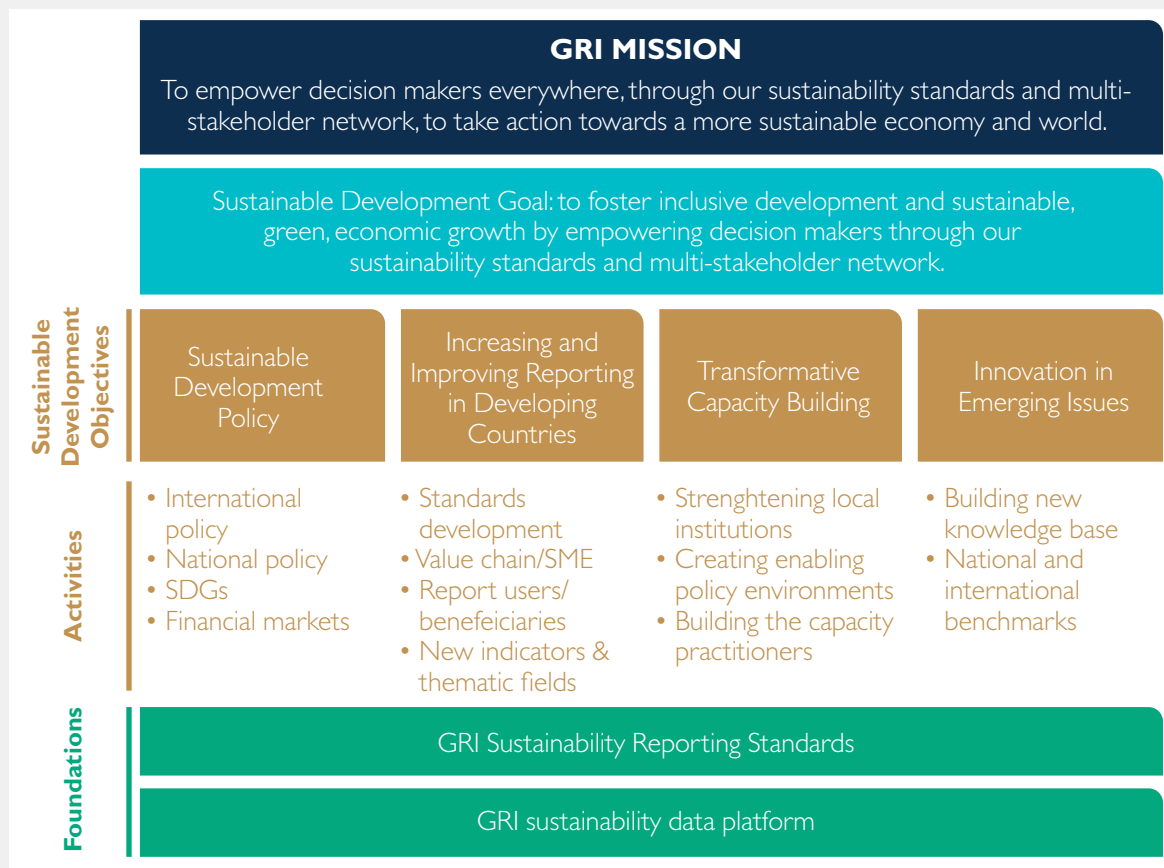 GRI MISSION
To empower decision makers everywhere, through our sustainability standards and multi-
stakeholder network, to take action towards a more sustainable economy and world.
Sustainable Development Goal: to foster inclusive development and sustainable,
green, economic growth by empowering decision makers through our
sustainability standards and multi-stakeholder network.
Sustainable
Development
Objectives
Sustainable
Development
Policy
Increasing and
Improving Reporting
in Developing
Countries
Transformative
Capacity Building
Innovation in
Emerging Issues
Activities
• International
policy
• National policy
• SDGs
• Financial markets
• Standards
development
• Value chain/SME
• Report users/
benefeiciaries
• New indicators &
thematic fields
• Strenghtening local
institutions
• Creating enabling
policy environments
• Building the capacity
practitioners
• Building new
knowledge base
• National and
international
benchmarks
Foundations
GRI Sustainability Reporting Standards
GRI sustainability data platform